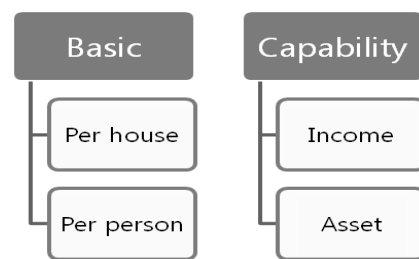 Basic
Per house
Per person
Capability
Income
Asset